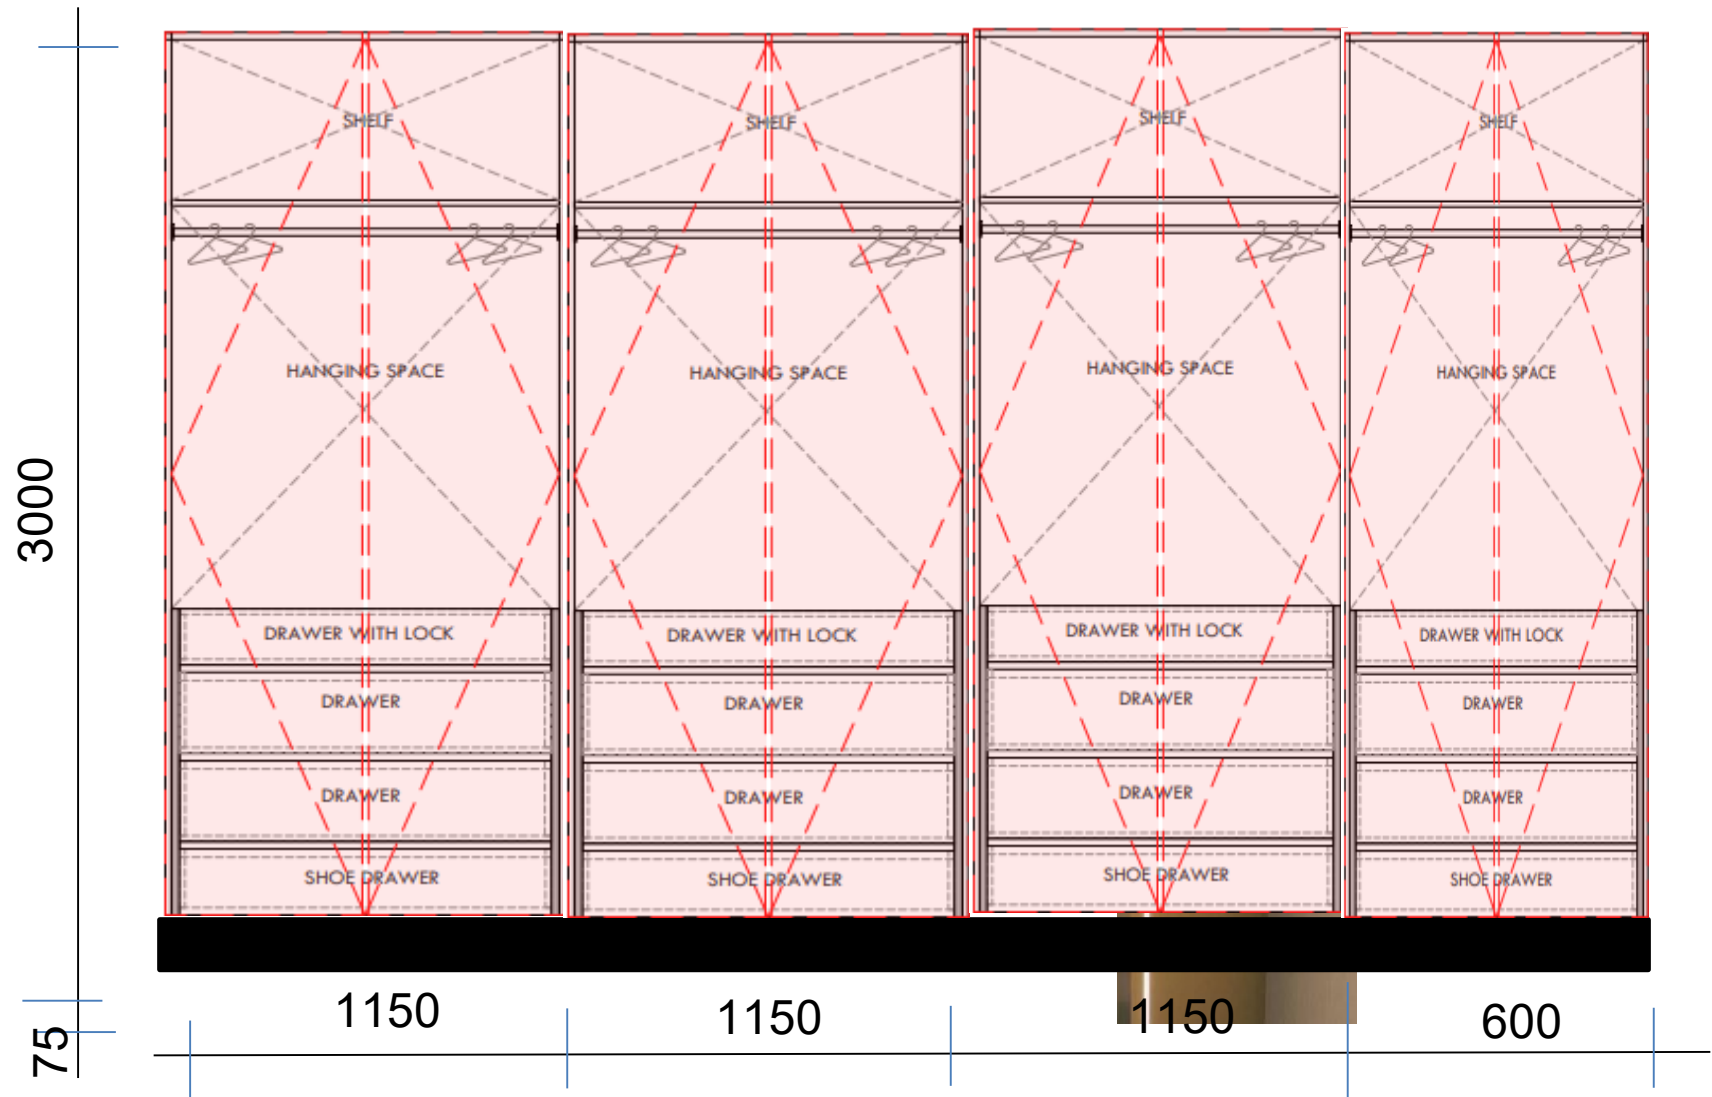 SHELF SHELF SHELF SHELF
HANGING SPACE HANGING SPACE HANGING SPACE HANGING SPACE
3000
DRAWER WITH LOCK DRAWER WITH LOCK DRAWER WITH LOCK DRAWER WITH LOCK
DRAWER DRAWER DRAWER DRAWER
DRAWER DRAWER DRAWER DRAWER
SHOE DRAWER SHOE DRAWER SHOE DRAWER SHOE DRAWER
1150 1150 1150 600
75